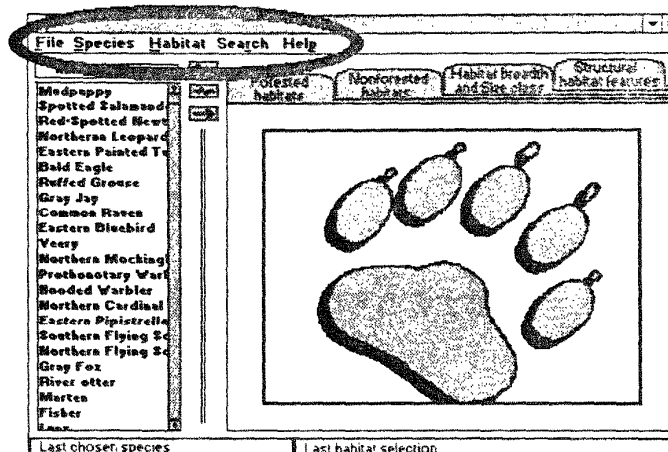 File Species Habitat Search Help
Forested habitats
Nonforested habitats
Habitat Breadth and Size class
Structural habitat features
Mudpuppy
Spotted Salamand
Red-Spotted Newt
Northern Leopard
Eastern Painted Tu
Bald Eagle
Ruffed Grouse
Gray Jay
Common Raven
Eastern Bluebird
Veery
Northern Mocking
Prothonotary Warl
Hooded Warbler
Northern Cardinal
Eastern Pipistrelle
Southern Flying Sq
Northern Flying Sq
Gray Fox
River otter
Marten
Fisher
Last chosen species
Last habitat selection